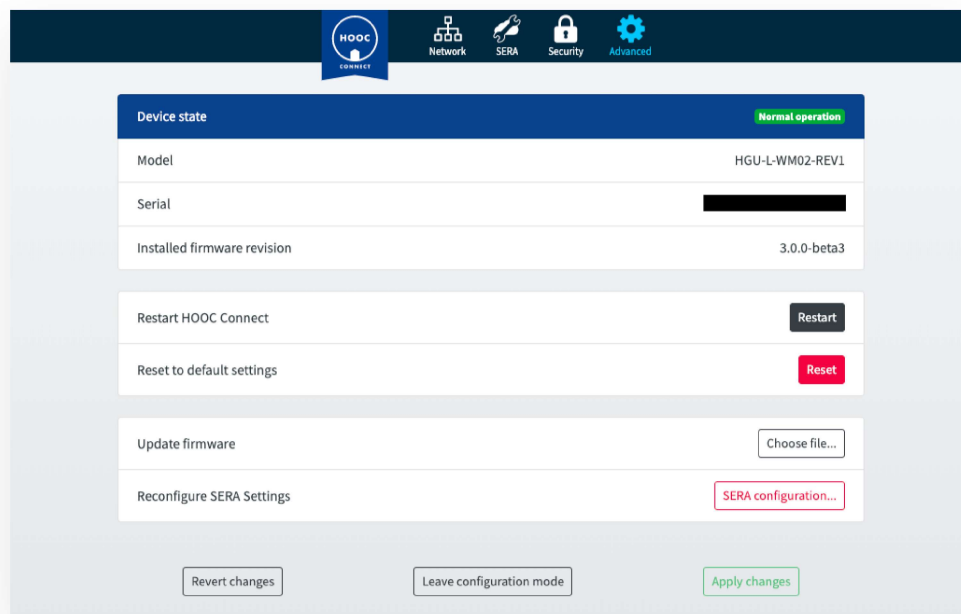 HOOC
CONNECT
Network SERA Security Advanced
Device state Normal operation
Model HGU-L-WM02-REV1
Serial
Installed firmware revision 3.0.0-beta3
Restart HOOC Connect Restart
Reset to default settings Reset
Update firmware Choose file...
Reconfigure SERA Settings SERA configuration...
Revert changes Leave configuration mode Apply changes